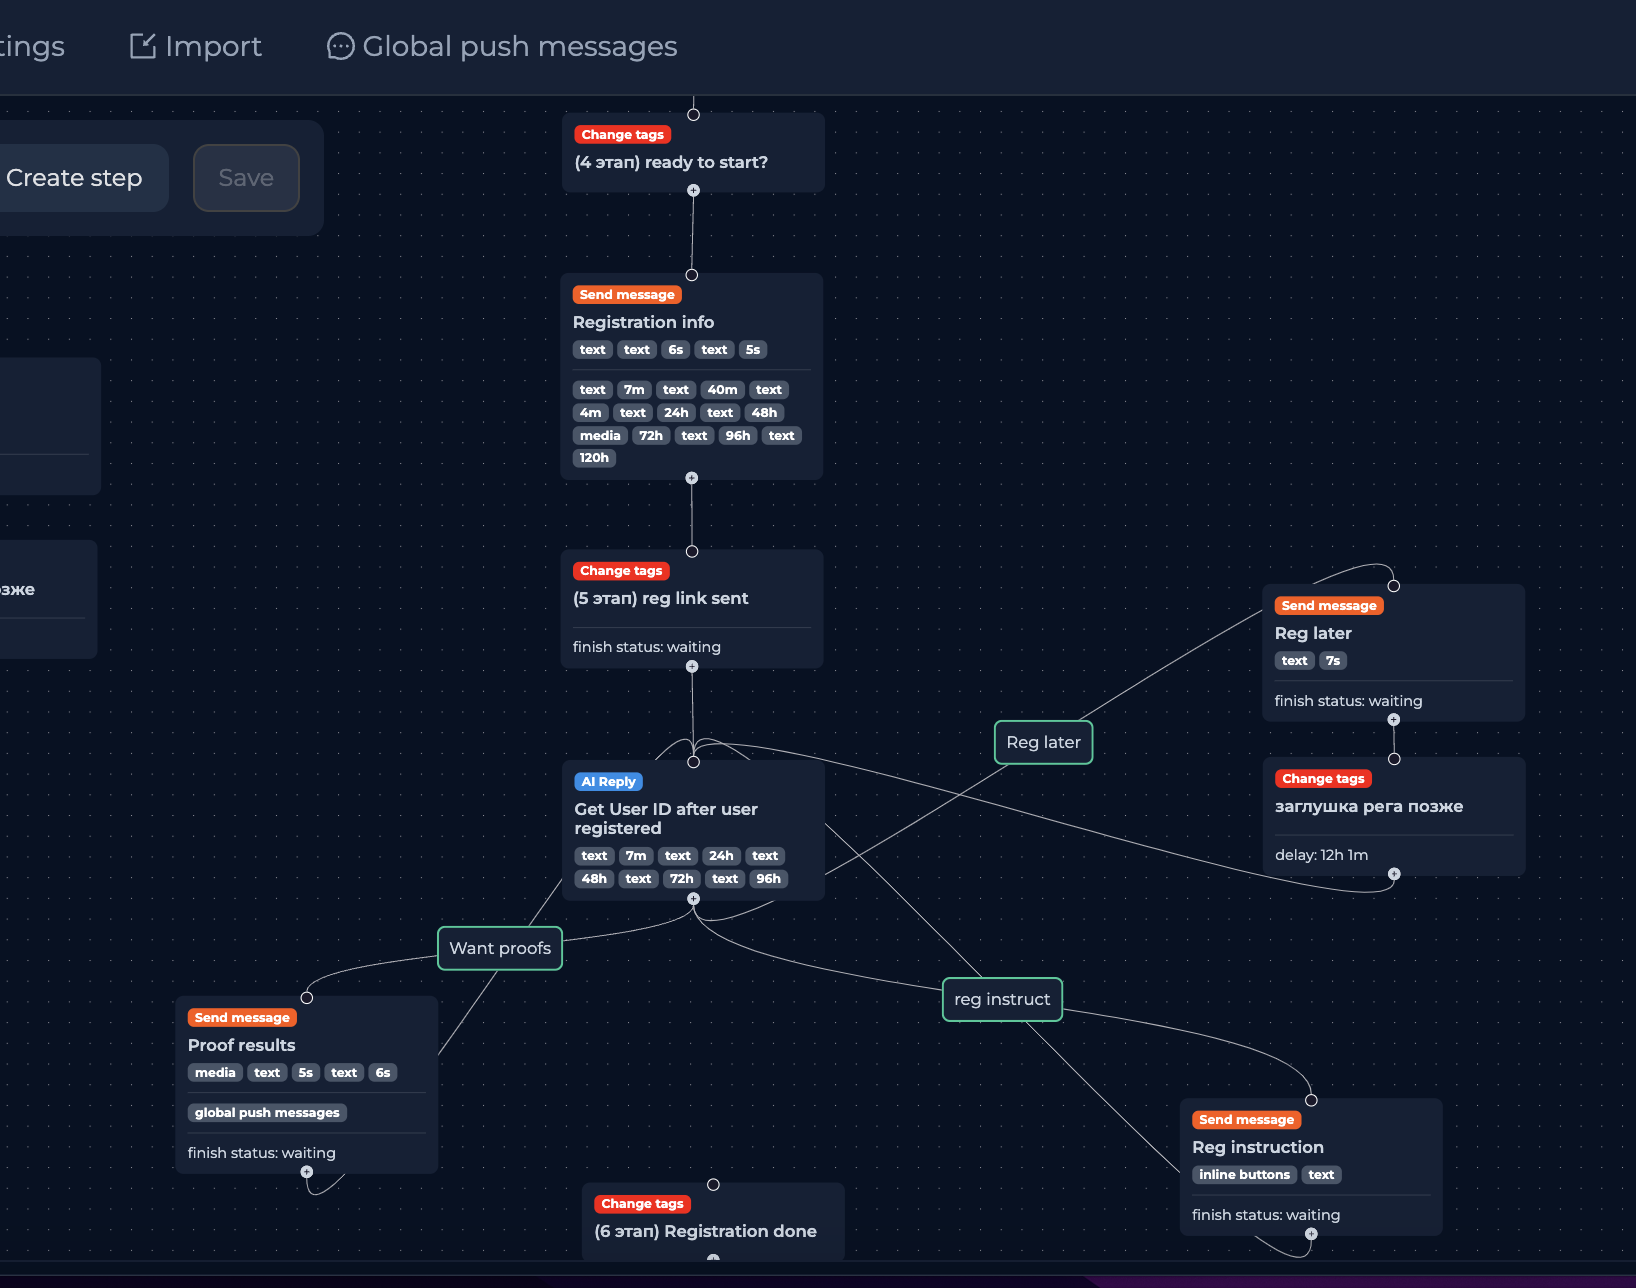 tings
Import
Global push messages
Create step
Save
Change tags
(4 этап) ready to start?
Send message
Registration info
text text 6s text 5s
text 7m text 40m text
4m text 24h text 48h
media 72h text 96h text
120h
Change tags
(5 этап) reg link sent
finish status: waiting
озже
Send message
Reg later
text 7s
finish status: waiting
Reg later
Change tags
заглушка рега позже
delay: 12h 1m
AI Reply
Get User ID after user
registered
text 7m text 24h text
48h text 72h text 96h
Want proofs
reg instruct
Send message
Proof results
media text 5s text 6s
global push messages
finish status: waiting
Send message
Reg instruction
inline buttons text
finish status: waiting
Change tags
(6 этап) Registration done